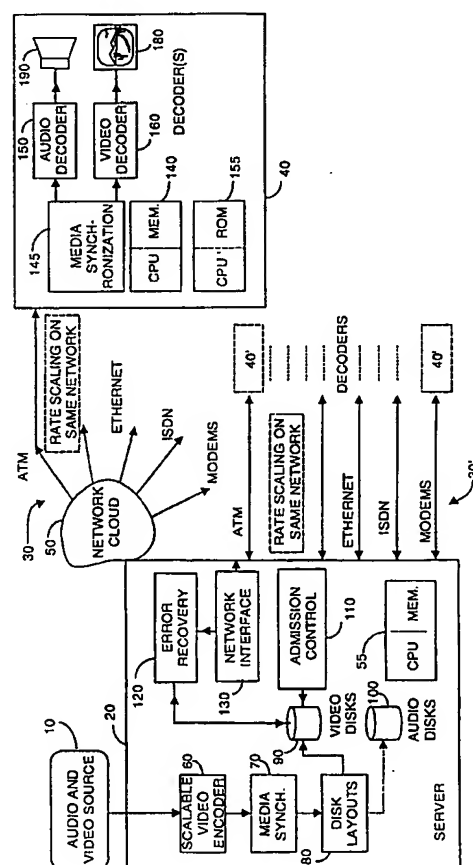 10
AUDIO AND
VIDEO SOURCE
20
60
SCALABLE
VIDEO
ENCODER
70
MEDIA
SYNCH.
80
DISK
LAYOUTS
SERVER
120
ERROR
RECOVERY
NETWORK
INTERFACE
130
90
VIDEO
DISKS
100
AUDIO
DISKS
ADMISSION
CONTROL
110
55
CPU
MEM.
30
50
NETWORK
CLOUD
ATM
RATE SCALING ON
SAME NETWORK
ETHERNET
ISDN
MODEMS
ATM
RATE SCALING ON
SAME NETWORK
ETHERNET
ISDN
MODEMS
30'
40'
DECODERS
40'
145
MEDIA
SYNCH-
RONIZATION
150
AUDIO
DECODER
190
VIDEO
DECODER
160
180
CPU
MEM.
140
CPU'
ROM
155
DECODER(S)
40